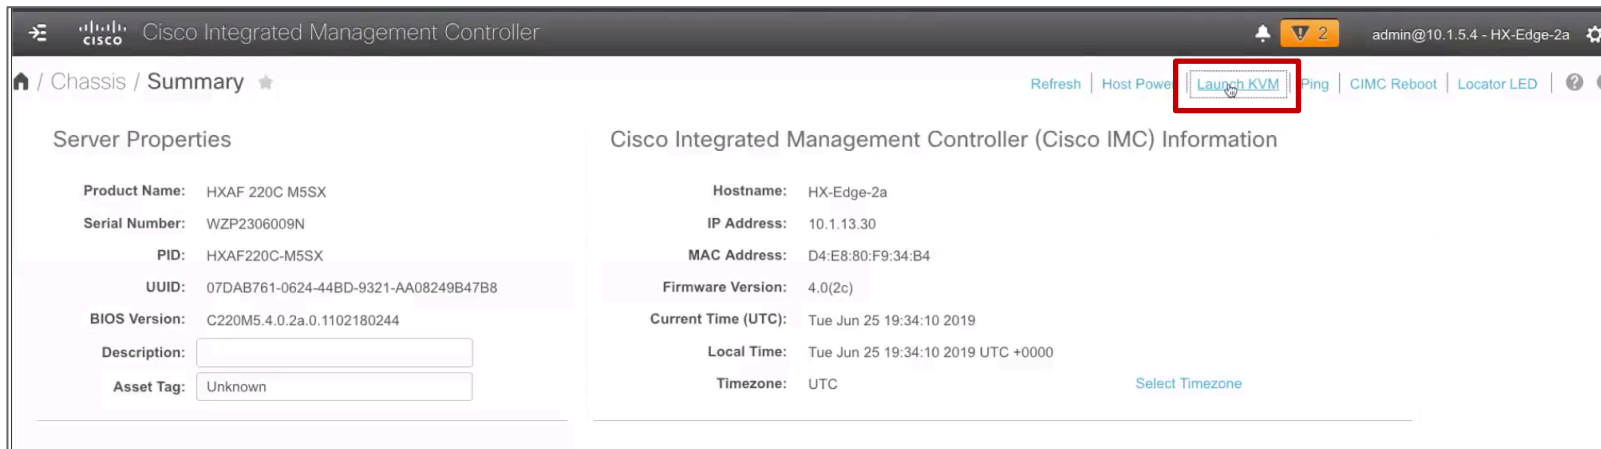 CISCO Cisco Integrated Management Controller 2 admin@10.1.5.4 - HX-Edge-2a
/ Chassis / Summary Refresh | Host Power | Launch KVM | Ping | CIMC Reboot | Locator LED | ?
Server Properties
Product Name: HXAF 220C M5SX
Serial Number: WZP2306009N
PID: HXAF220C-M5SX
UUID: 07DAB761-0624-44BD-9321-AA08249B47B8
BIOS Version: C220M5.4.0.2a.0.1102180244
Description:
Asset Tag: Unknown
Cisco Integrated Management Controller (Cisco IMC) Information
Hostname: HX-Edge-2a
IP Address: 10.1.13.30
MAC Address: D4:E8:80:F9:34:B4
Firmware Version: 4.0(2c)
Current Time (UTC): Tue Jun 25 19:34:10 2019
Local Time: Tue Jun 25 19:34:10 2019 UTC +0000
Timezone: UTC Select Timezone